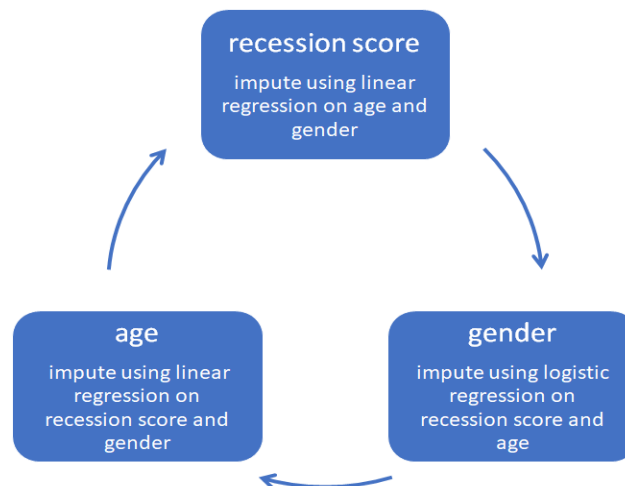 recession score
impute using linear
regression on age and
gender
age
impute using linear
regression on
recession score and
gender
gender
impute using logistic
regression on
recession score and
age